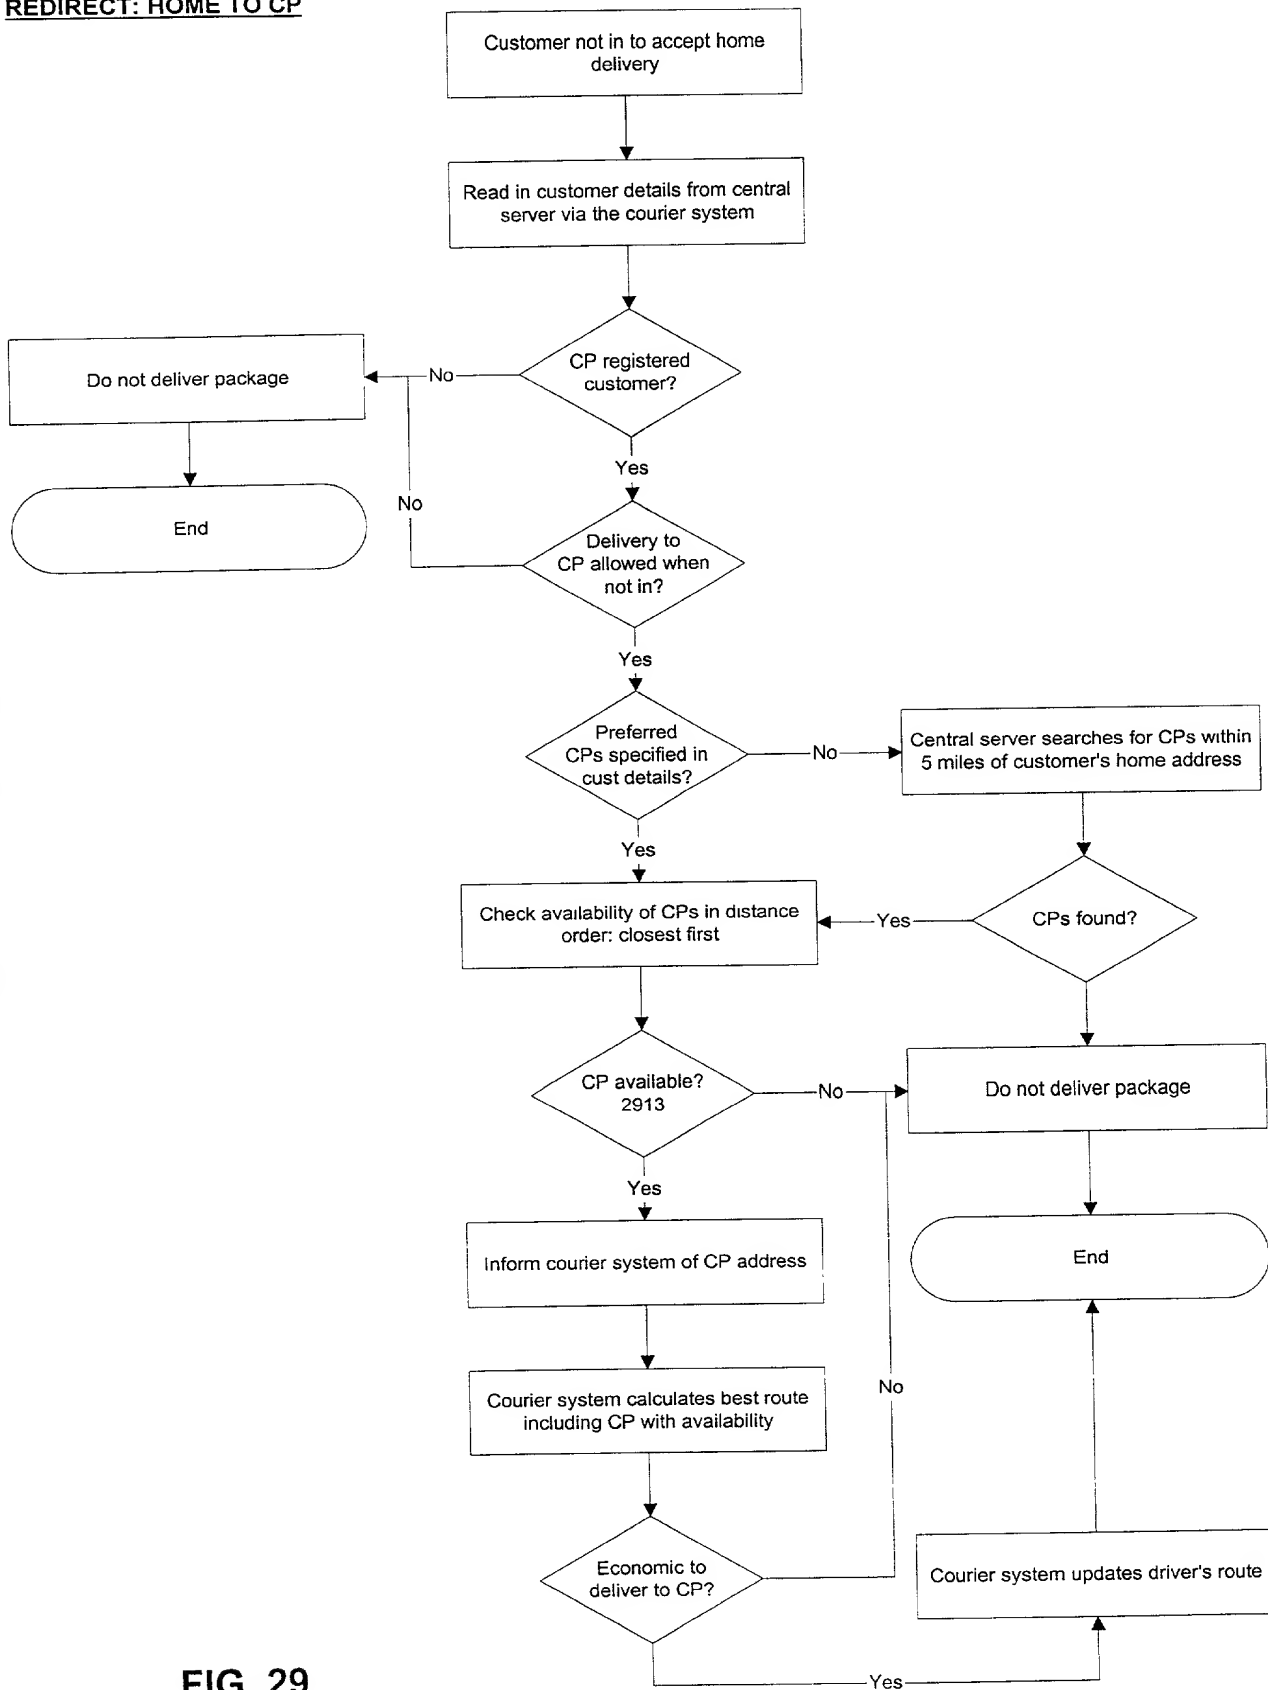 REDIRECT: HOME TO CP
Customer not in to accept home
delivery
Read in customer details from central
server via the courier system
CP registered
customer?
No
Do not deliver package
Yes
End
No
Delivery to
CP allowed when
not in?
Yes
Preferred
CPs specified in
cust details?
No
Central server searches for CPs within
5 miles of customer's home address
Yes
Check availability of CPs in distance
order: closest first
Yes
CPs found?
CP available?
2913
No
Do not deliver package
Yes
Inform courier system of CP address
End
Courier system calculates best route
including CP with availability
No
Economic to
deliver to CP?
Courier system updates driver's route
Yes
FIG. 29